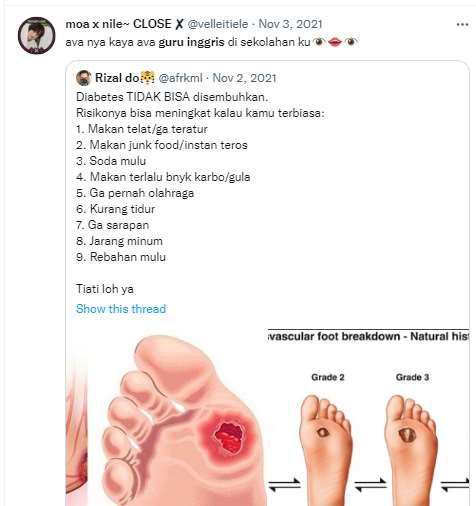 moa x nile~ CLOSE ✘ @velleitiele · Nov 3, 2021
ava nya kaya ava guru inggris di sekolahan ku👁️👄👁️
Rizal do🐯 @afrkml · Nov 2, 2021
Diabetes TIDAK BISA disembuhkan.
Risikonya bisa meningkat kalau kamu terbiasa:
1. Makan telat/ga teratur
2. Makan junk food/instan teros
3. Soda mulu
4. Makan terlalu bnyk karbo/gula
5. Ga pernah olahraga
6. Kurang tidur
7. Ga sarapan
8. Jarang minum
9. Rebahan mulu
Tiati loh ya
Show this thread
vascular foot breakdown - Natural his
Grade 2
Grade 3